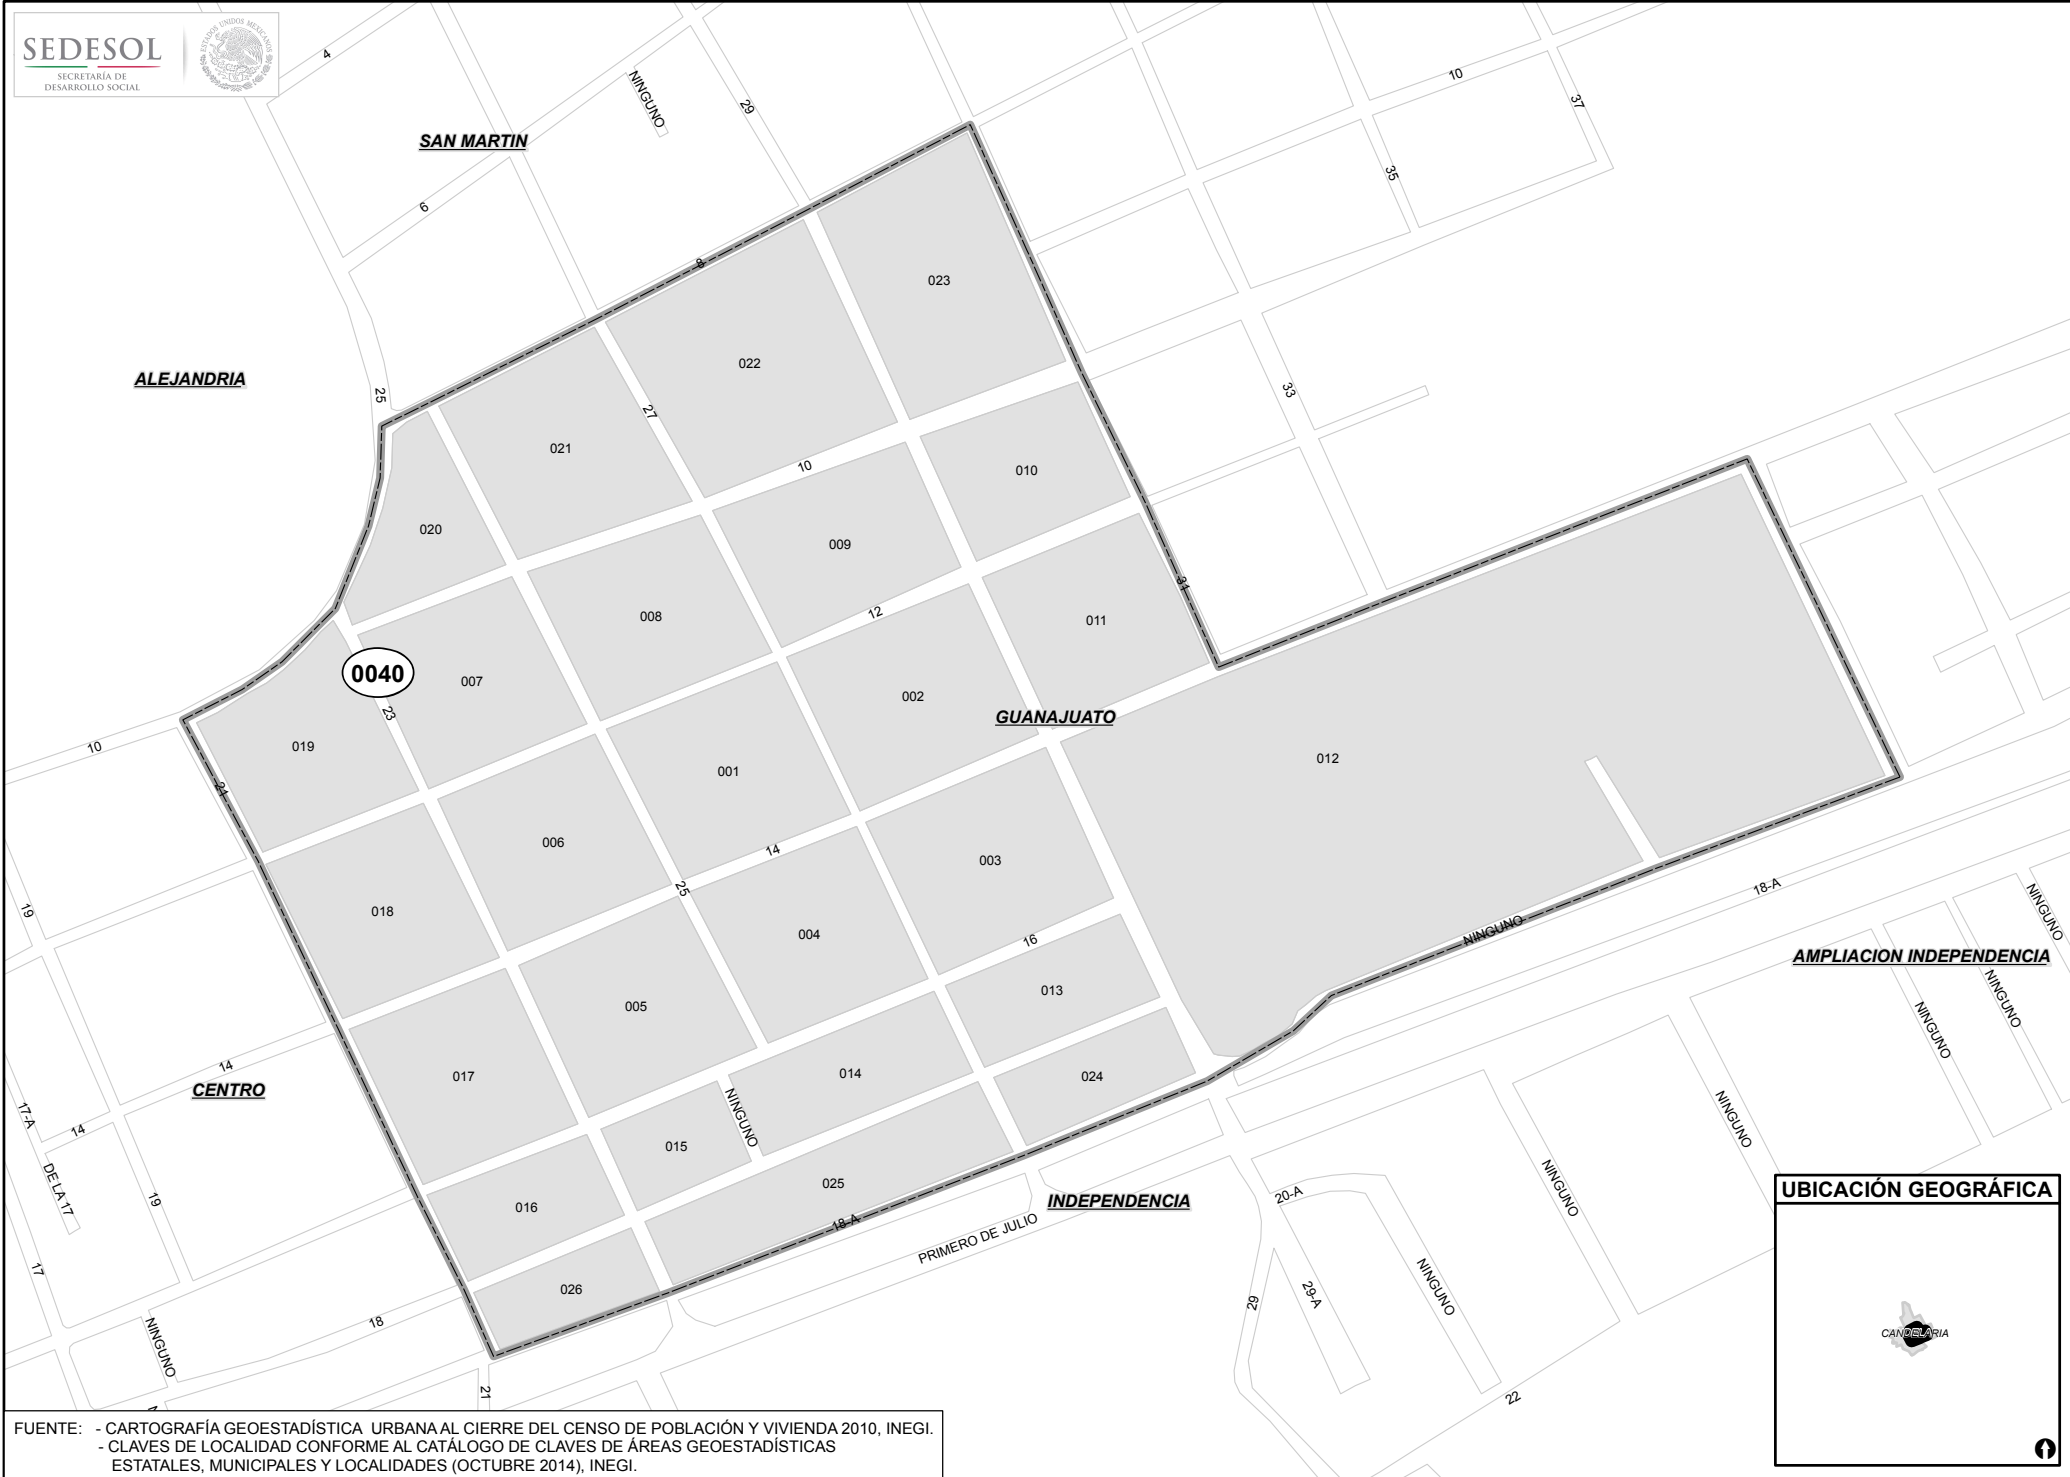 SEDESOL
SECRETARÍA DE
DESARROLLO SOCIAL
ESTADOS UNIDOS MEXICANOS
4
NINGUNO
29
10
37
SAN MARTIN
35
6
8
023
022
ALEJANDRIA
25
27
33
021
10
010
020
009
31
12
008
011
0040
007
002
23
GUANAJUATO
019
10
012
001
21
006
14
003
25
18-A
NINGUNO
018
19
004
16
NINGUNO
AMPLIACION INDEPENDENCIA
013
NINGUNO
005
NINGUNO
14
017
014
024
CENTRO
17-A
14
NINGUNO
NINGUNO
015
DE LA 17
NINGUNO
025
19
016
INDEPENDENCIA
20-A
18-A
PRIMERO DE JULIO
17
026
29
29-A
NINGUNO
18
NINGUNO
21
22
UBICACIÓN GEOGRÁFICA
CANDELARIA
FUENTE: - CARTOGRAFÍA GEOESTADÍSTICA URBANA AL CIERRE DEL CENSO DE POBLACIÓN Y VIVIENDA 2010, INEGI.
- CLAVES DE LOCALIDAD CONFORME AL CATÁLOGO DE CLAVES DE ÁREAS GEOESTADÍSTICAS
ESTATALES, MUNICIPALES Y LOCALIDADES (OCTUBRE 2014), INEGI.